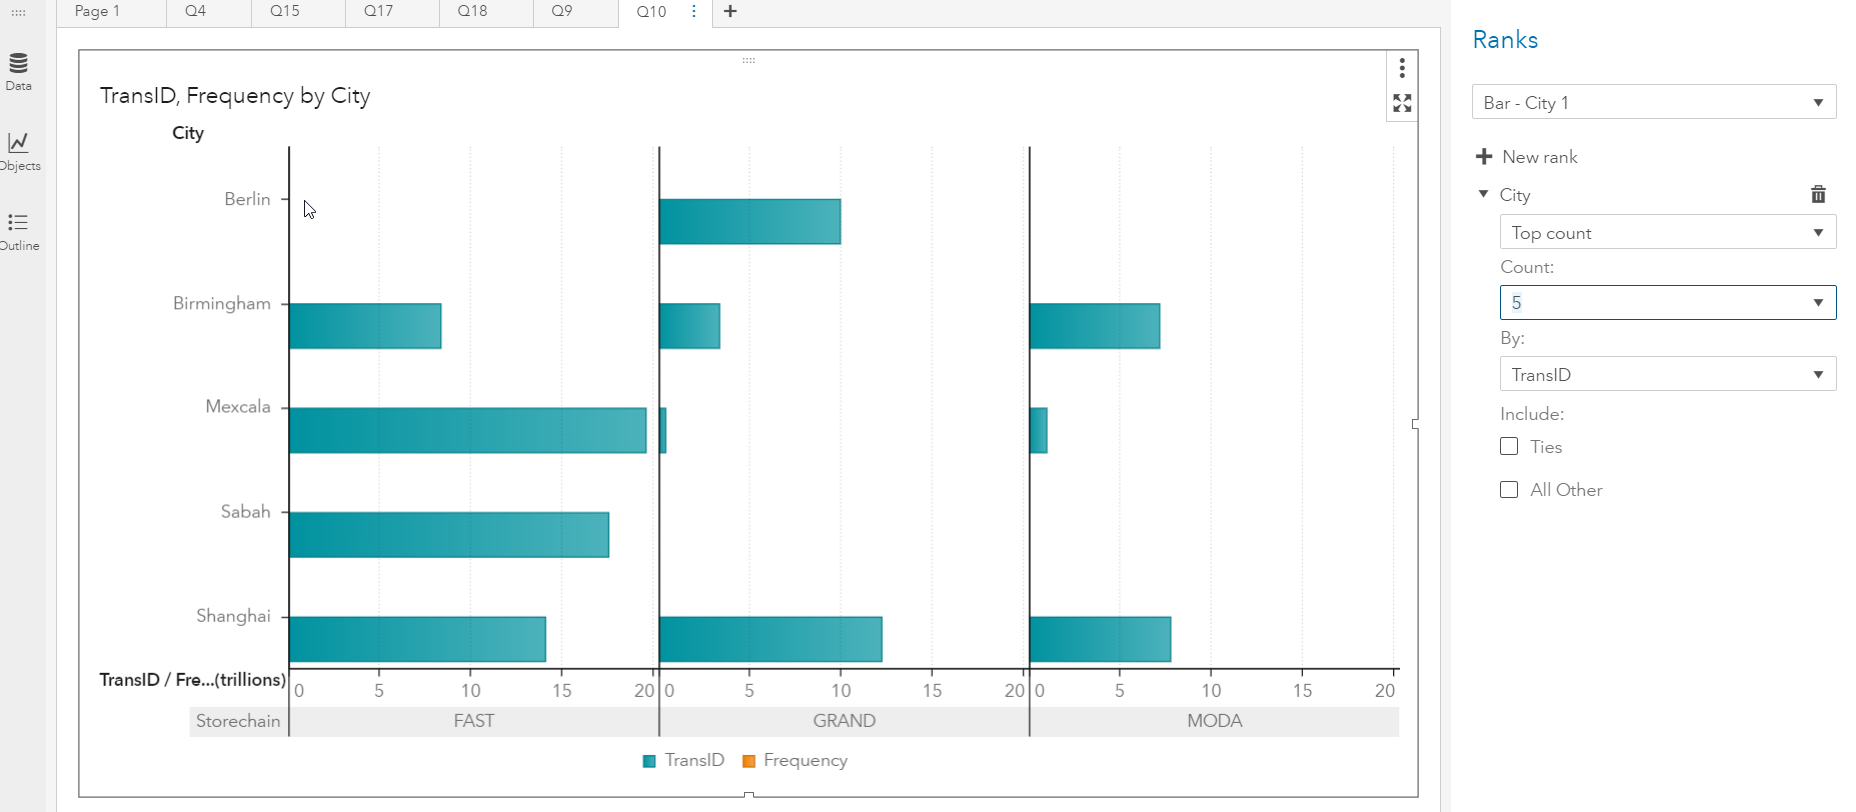 Page 1
Q4
Q15
Q17
Q18
Q9
Q10
Data
Objects
Outline
TransID, Frequency by City
City
Berlin
Birmingham
Mexcala
Sabah
Shanghai
TransID / Fre...(trillions)
0 5 10 15 20 0 5 10 15 20 0 5 10 15 20
Storechain FAST GRAND MODA
TransID Frequency
Ranks
Bar - City 1
New rank
City
Top count
Count:
5
By:
TransID
Include:
Ties
All Other